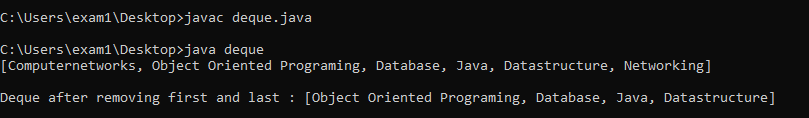 C:\Users\exam1\Desktop>javac deque.java
C:\Users\exam1\Desktop>java deque
[Computernetworks, Object Oriented Programing, Database, Java, Datastructure, Networking]
Deque after removing first and last : [Object Oriented Programing, Database, Java, Datastructure]